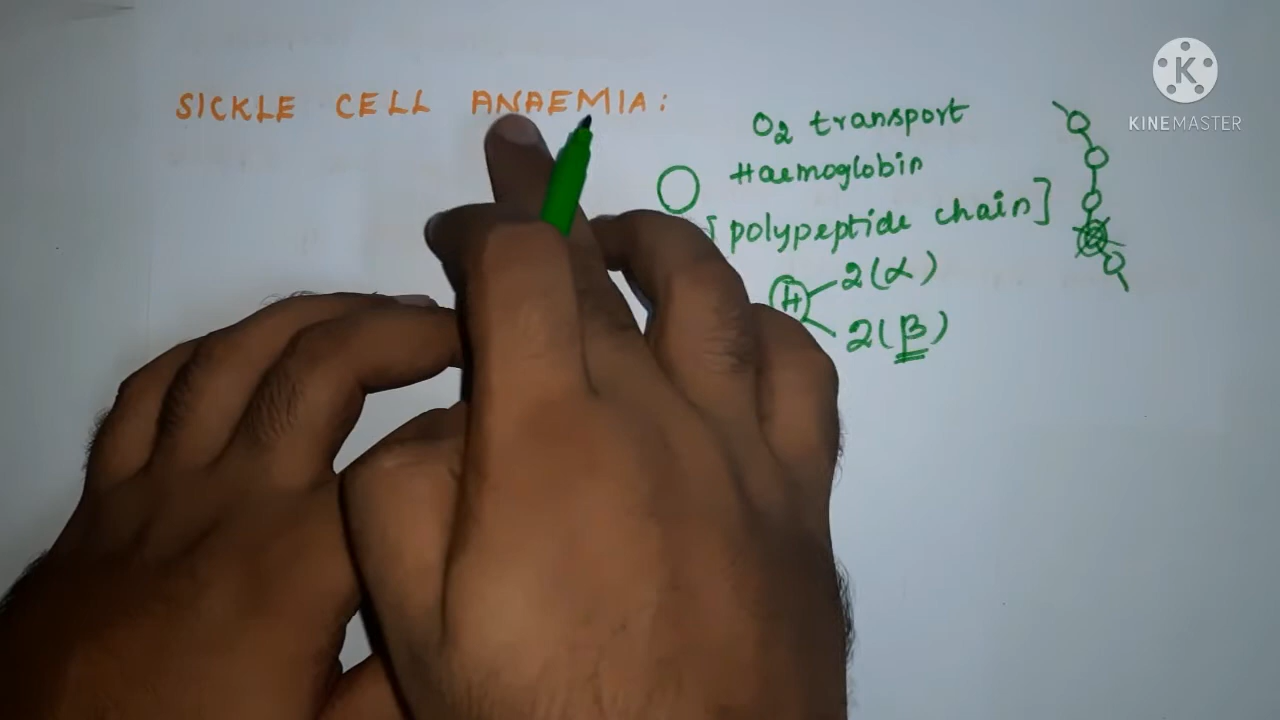 SICKLE CELL ANAEMIA:
O2 transport
Haemoglobin
[polypeptide chain]
H
2(α)
2(β)
K
KINEMASTER